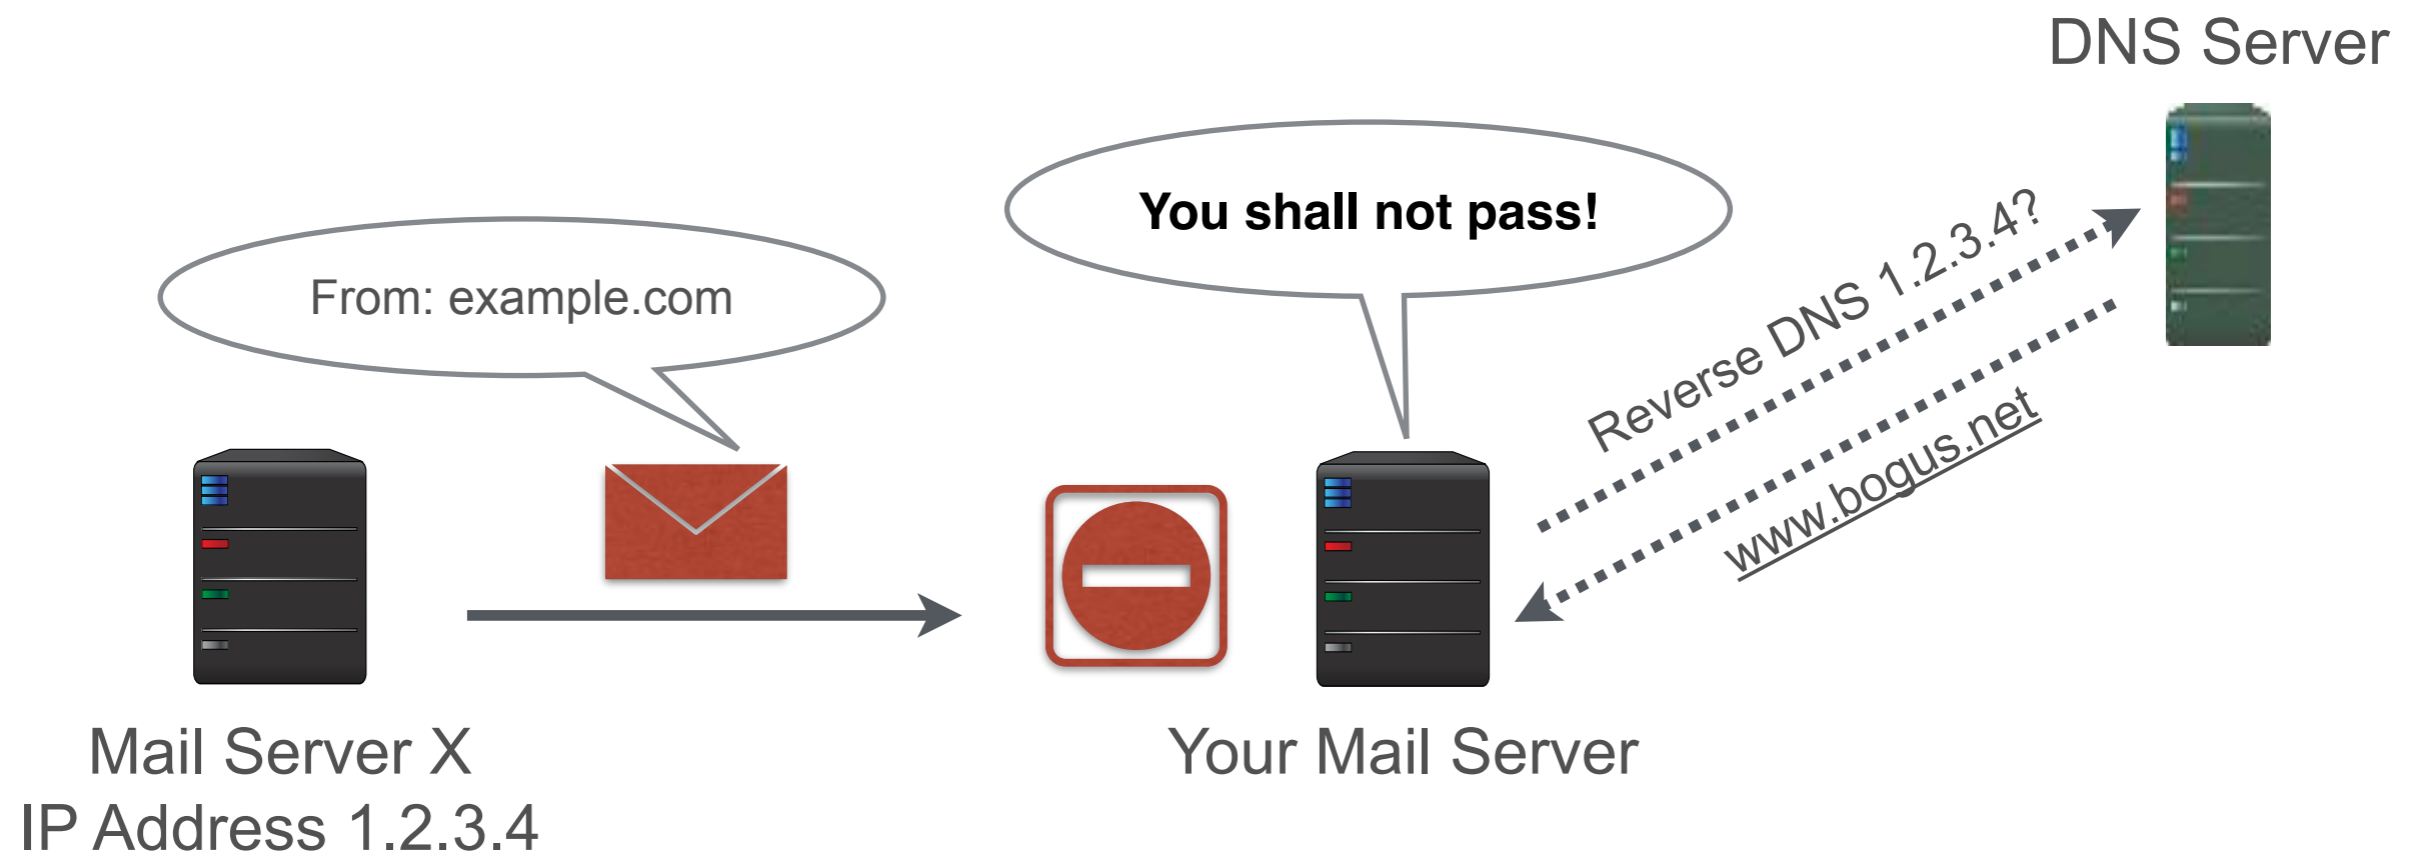 DNS Server
You shall not pass!
From: example.com
Reverse DNS 1.2.3.4?
www.bogus.net
Mail Server X
IP Address 1.2.3.4
Your Mail Server